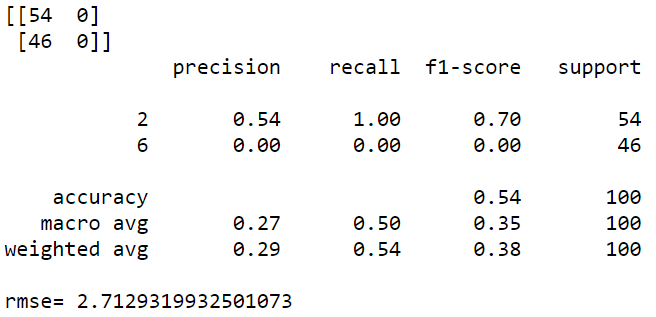 [[54 0]
[46 0]]
precision recall f1-score support
2 0.54 1.00 0.70 54
6 0.00 0.00 0.00 46
accuracy 0.54 100
macro avg 0.27 0.50 0.35 100
weighted avg 0.29 0.54 0.38 100
rmse= 2.7129319932501073